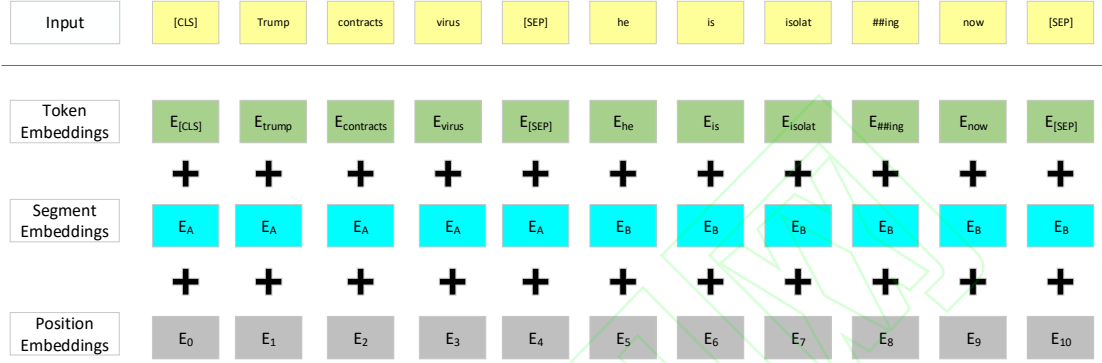 Input [CLS] Trump contracts virus [SEP] he is isolat ##ing now [SEP]
Token Embeddings E[CLS] Etrump Econtracts Evirus E[SEP] Ehe Eis Eisolat E##ing Enow E[SEP]
+ + + + + + + + + + +
Segment Embeddings EA EA EA EA EA EB EB EB EB EB EB
+ + + + + + + + + + +
Position Embeddings E0 E1 E2 E3 E4 E5 E6 E7 E8 E9 E10